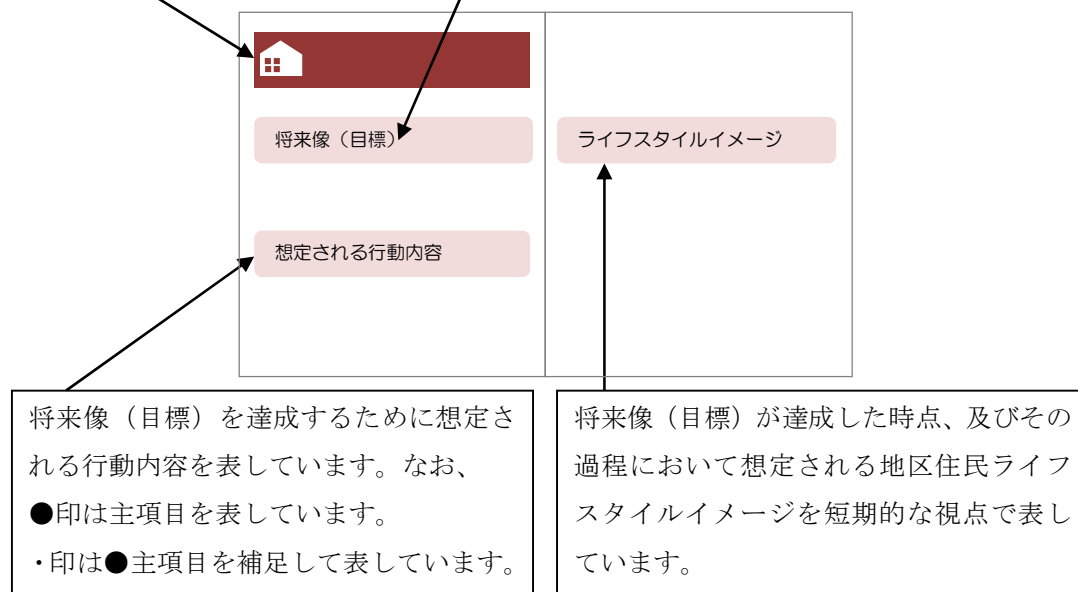 将来像（目標）
ライフスタイルイメージ
想定される行動内容
将来像（目標）を達成するために想定さ
れる行動内容を表しています。なお、
●印は主項目を表しています。
・印は●主項目を補足して表しています。
将来像（目標）が達成した時点、及びその
過程において想定される地区住民ライフ
スタイルイメージを短期的な視点で表し
ています。